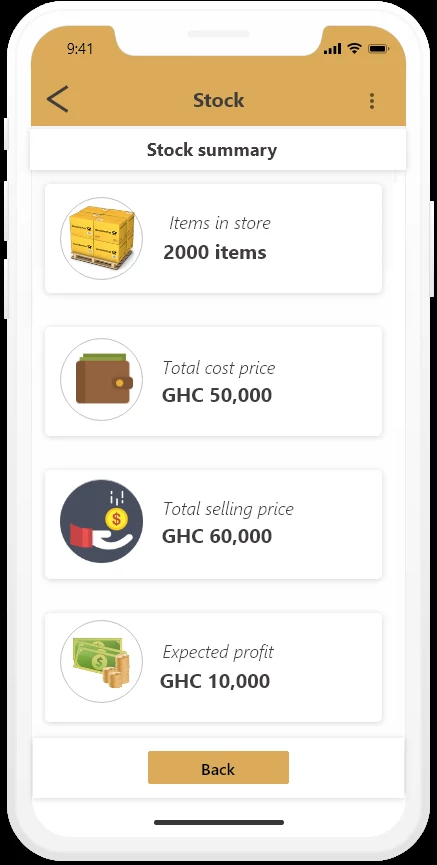 9:41
Stock
Stock summary
Items in store
2000 items
Total cost price
GHC 50,000
Total selling price
GHC 60,000
Expected profit
GHC 10,000
Back